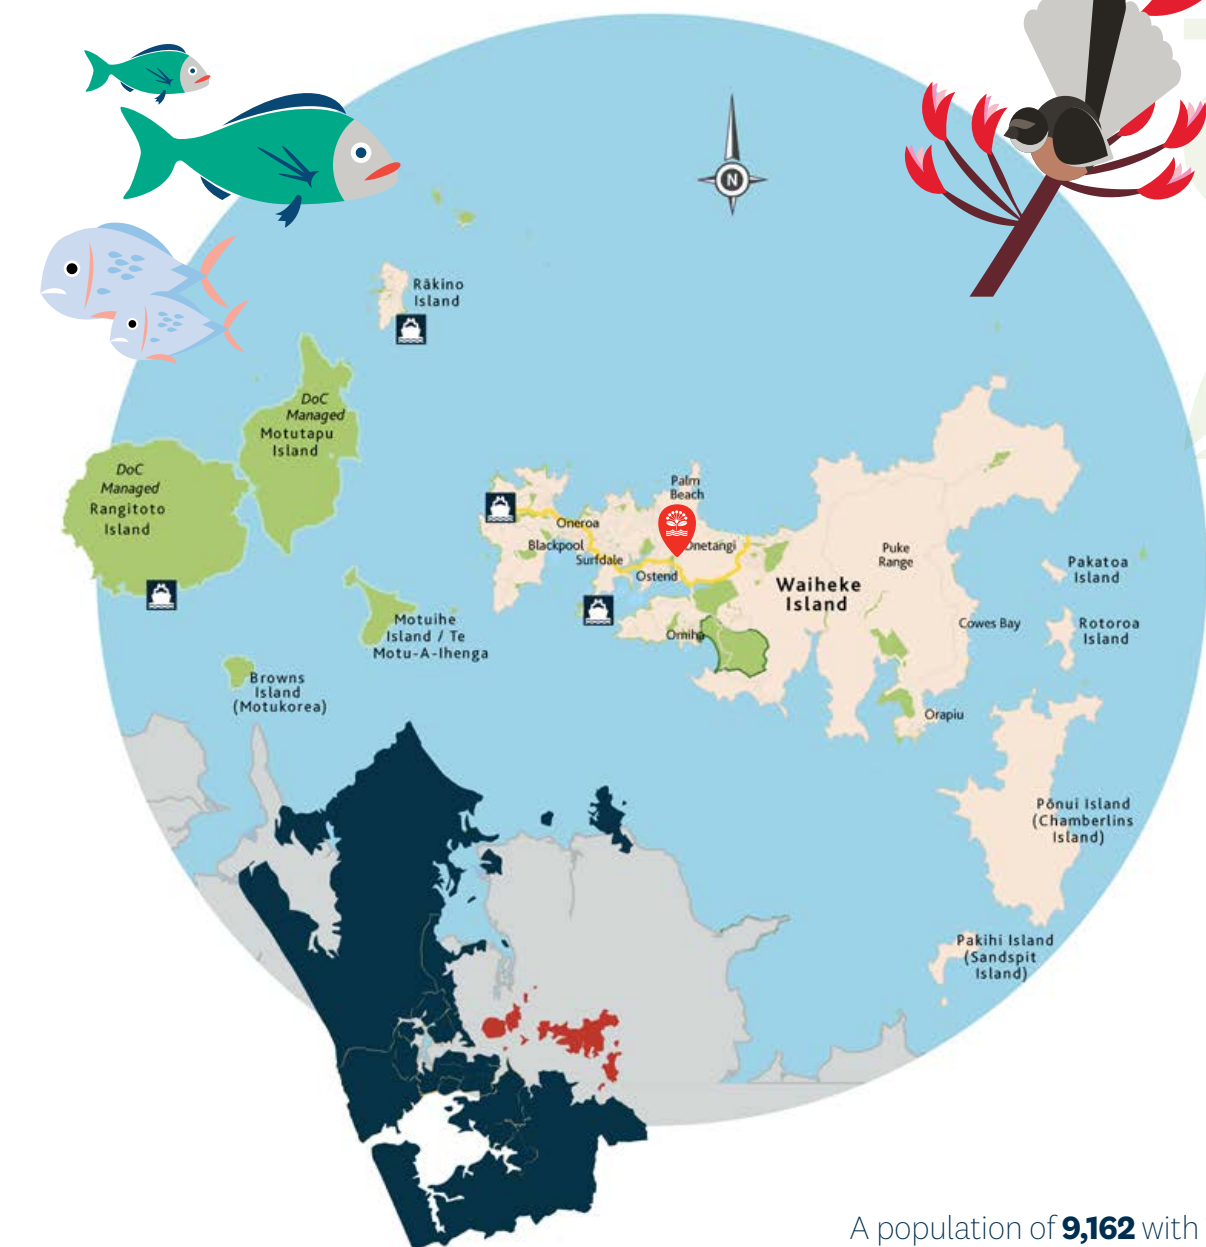 N
Rākino
Island
DoC
Managed
Motutapu
Island
DoC
Managed
Rangitoto
Island
Palm
Beach
Oneroa
Blackpool
Onetangi
Surfdale
Ostend
Puke
Range
Waiheke
Island
Pakatoa
Island
Motuihe
Island / Te
Motu-A-Ihenga
Omiha
Cowes Bay
Rotoroa
Island
Browns
Island
(Motukorea)
Orapiu
Pōnui Island
(Chamberlins
Island)
Pakihi Island
(Sandspit
Island)
A population of 9,162 with